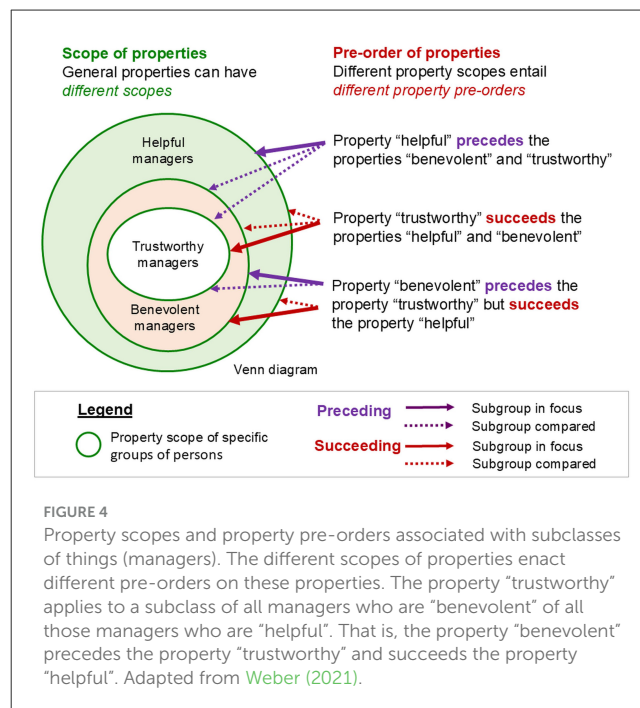 Scope of properties
General properties can have
different scopes
Pre-order of properties
Different property scopes entail
different property pre-orders
Helpful
managers
Trustworthy
managers
Benevolent
managers
Venn diagram
Property “helpful” precedes the
properties “benevolent” and “trustworthy”
Property “trustworthy” succeeds the
properties “helpful” and “benevolent”
Property “benevolent” precedes the
property “trustworthy” but succeeds
the property “helpful”
Legend
Property scope of specific
groups of persons
Preceding
Subgroup in focus
Subgroup compared
Succeeding
Subgroup in focus
Subgroup compared
FIGURE 4
Property scopes and property pre-orders associated with subclasses
of things (managers). The different scopes of properties enact
different pre-orders on these properties. The property “trustworthy”
applies to a subclass of all managers who are “benevolent” of all
those managers who are “helpful”. That is, the property “benevolent”
precedes the property “trustworthy” and succeeds the property
“helpful”. Adapted from Weber (2021).